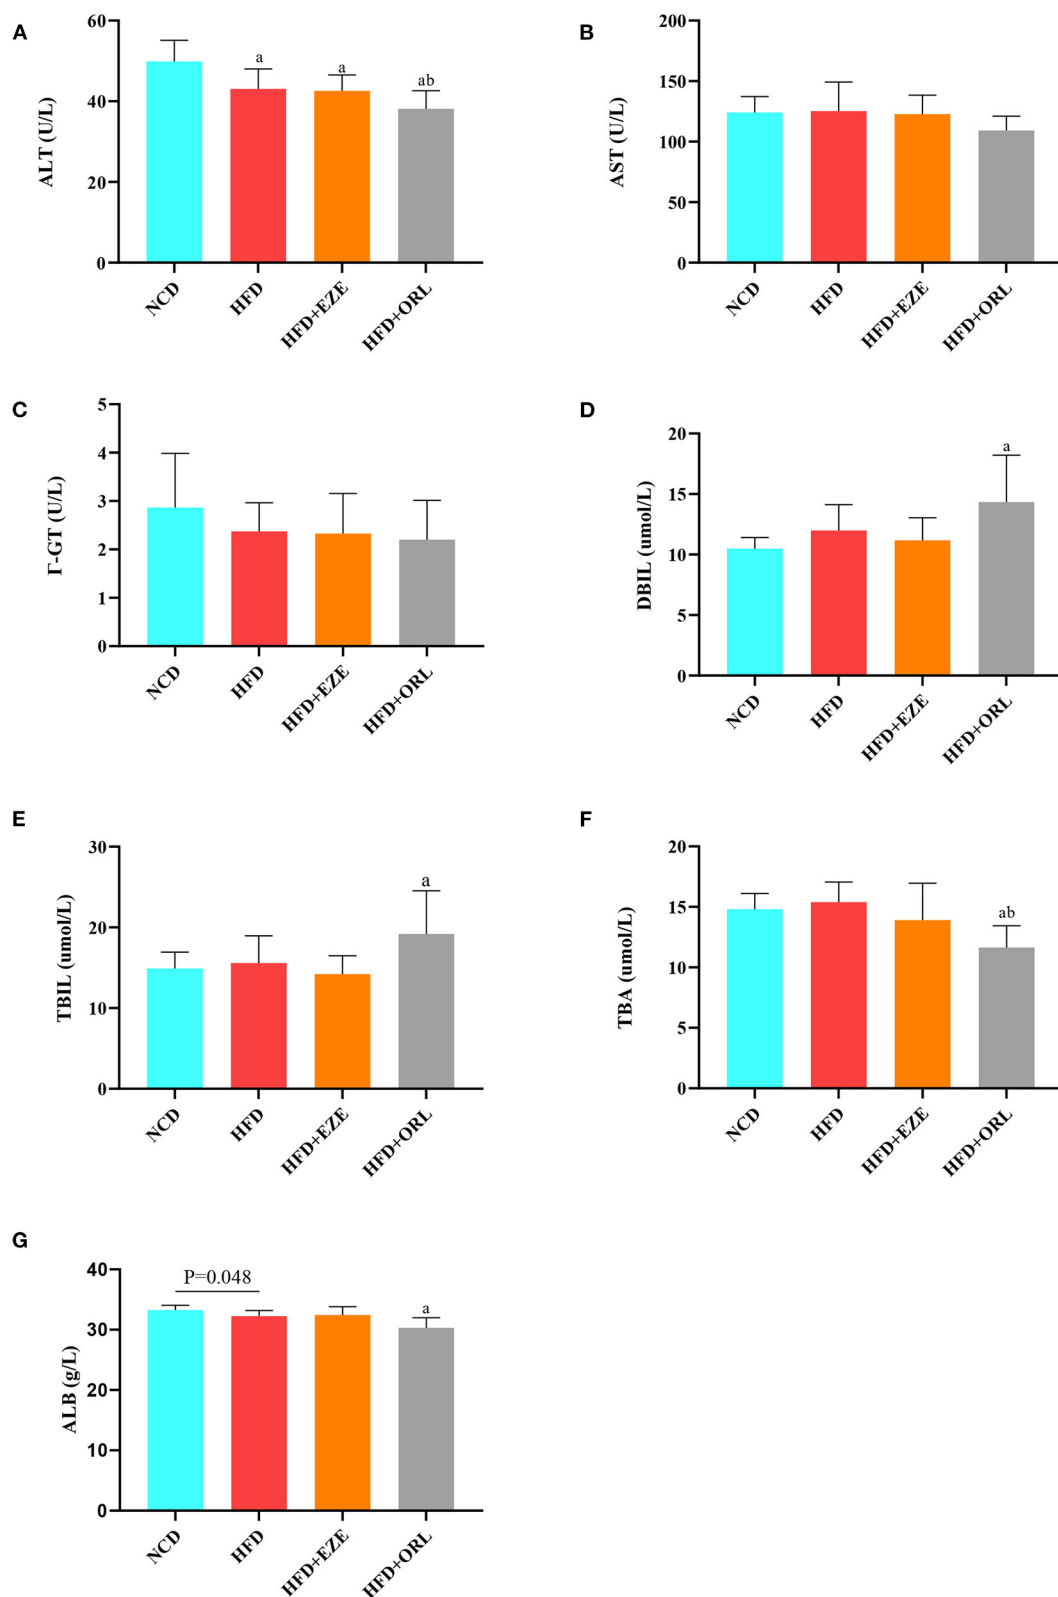 A
ALT (U/L)
60
40
20
0
a
a
ab
NCD
HFD
HFD+EZE
HFD+ORL
B
AST (U/L)
200
150
100
50
0
NCD
HFD
HFD+EZE
HFD+ORL
C
Γ-GT (U/L)
5
4
3
2
1
0
NCD
HFD
HFD+EZE
HFD+ORL
D
DBIL (umol/L)
20
15
10
5
0
a
NCD
HFD
HFD+EZE
HFD+ORL
E
TBIL (umol/L)
30
20
10
0
a
NCD
HFD
HFD+EZE
HFD+ORL
F
TBA (umol/L)
20
15
10
5
0
ab
NCD
HFD
HFD+EZE
HFD+ORL
G
ALB (g/L)
40
30
20
10
0
P=0.048
a
NCD
HFD
HFD+EZE
HFD+ORL